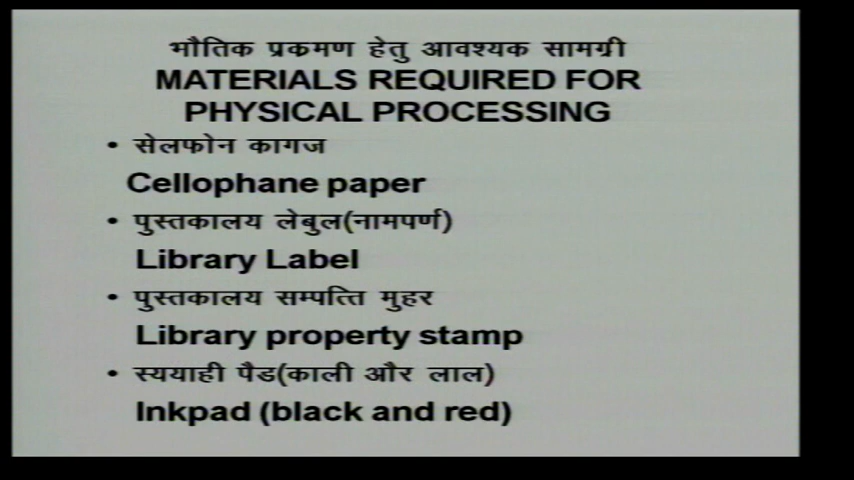 भौतिक प्रकमण हेतु आवश्यक सामग्री
MATERIALS REQUIRED FOR
PHYSICAL PROCESSING
• सेलफोन कागज
Cellophane paper
• पुस्तकालय लेबुल(नामपर्ण)
Library Label
• पुस्तकालय सम्पत्ति मुहर
Library property stamp
• स्ययाही पैड(काली और लाल)
Inkpad (black and red)